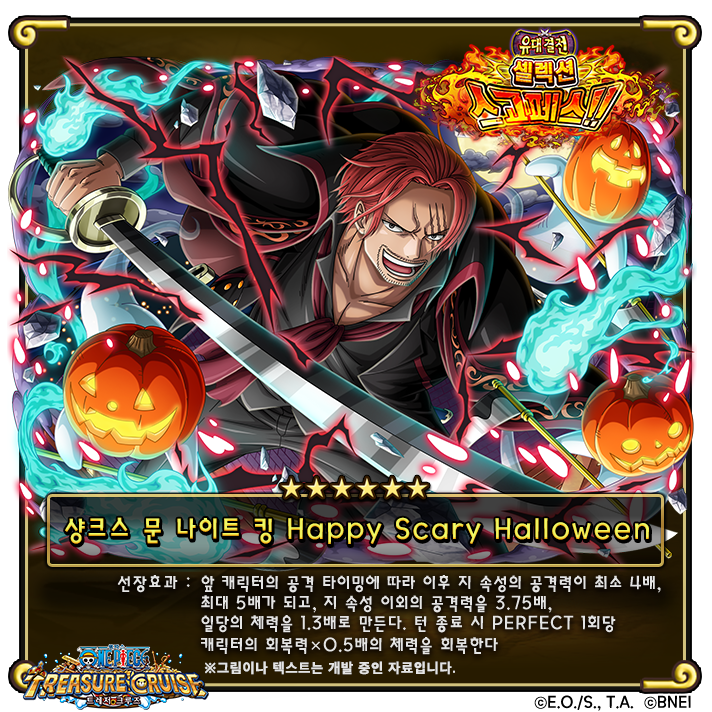 유대 결전
셀렉션
스고페스!!
샹크스 문 나이트 킹 Happy Scary Halloween
선장효과 : 앞 캐릭터의 공격 타이밍에 따라 이후 지 속성의 공격력이 최소 4배,
최대 5배가 되고, 지 속성 이외의 공격력을 3.75배,
일당의 체력을 1.3배로 만든다. 턴 종료 시 PERFECT 1회당
캐릭터의 회복력×0.5배의 체력을 회복한다
※그림이나 텍스트는 개발 중인 자료입니다.
ONE PIECE
TREASURE CRUISE
트레저 크루즈
©E.O./S., T.A. ©BNEI